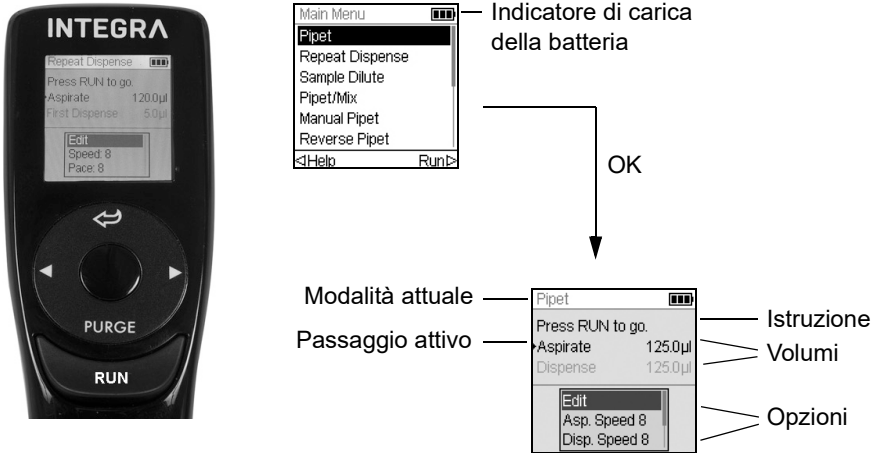 INTEGRA
Repeat Dispense
Press RUN to go.
Aspirate 120.0µl
First Dispense 5.0µl
Edit
Speed: 8
Pace: 8
PURGE
RUN
Main Menu
Pipet
Repeat Dispense
Sample Dilute
Pipet/Mix
Manual Pipet
Reverse Pipet
Help Run
Indicatore di carica
della batteria
OK
Modalità attuale
Passaggio attivo
Pipet
Press RUN to go.
Aspirate 125.0µl
Dispense 125.0µl
Edit
Asp. Speed 8
Disp. Speed 8
Istruzione
Volumi
Opzioni